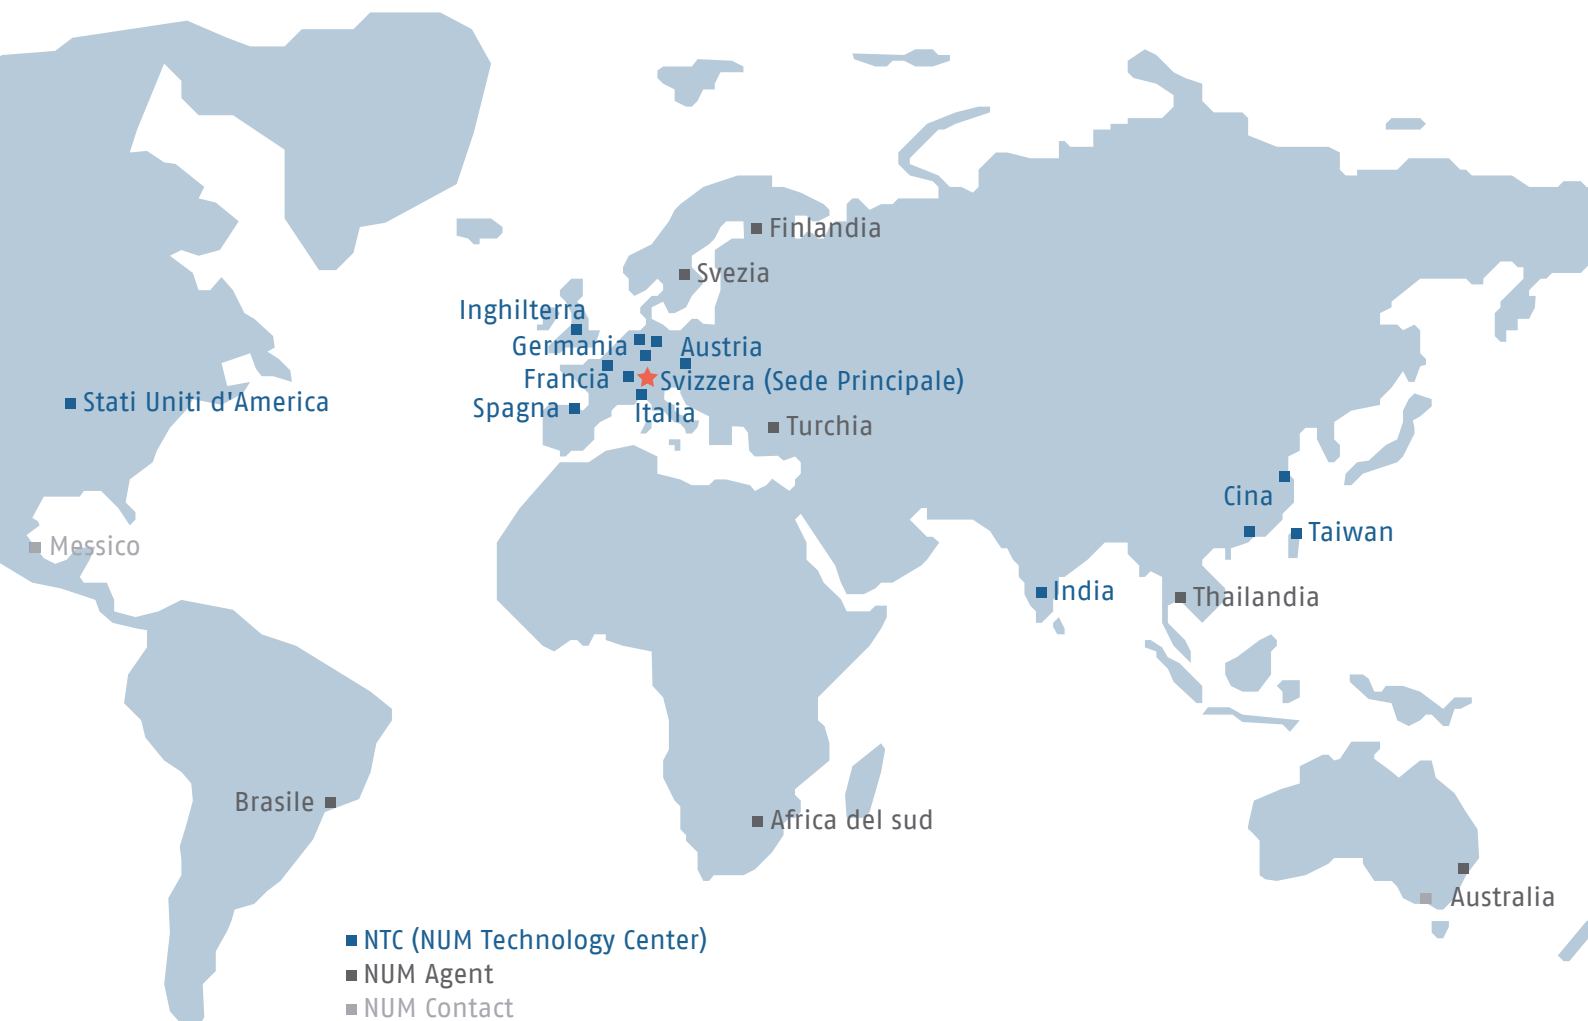 Finlandia
Svezia
Inghilterra
Germania
Austria
Francia
Svizzera (Sede Principale)
Stati Uniti d'America
Spagna
Italia
Turchia
Cina
Taiwan
Messico
India
Thailandia
Brasile
Africa del sud
Australia
NTC (NUM Technology Center)
NUM Agent
NUM Contact